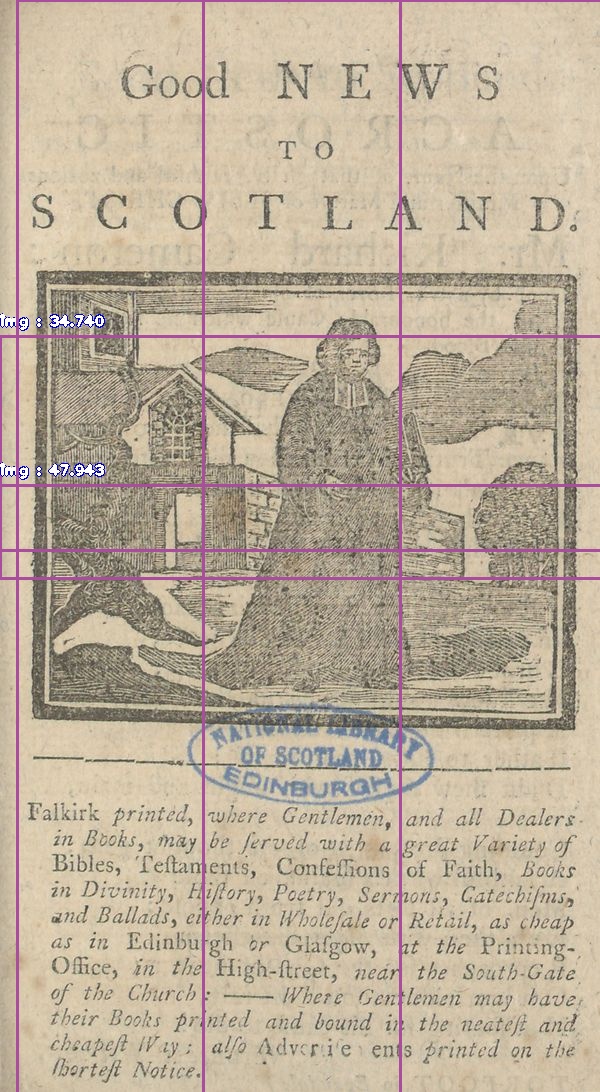 Good NEWS
TO
SCOTLAND.
Img : 34.740
Img : 47.943
NATIONAL LIBRARY
OF SCOTLAND
EDINBURGH
Falkirk printed, where Gentlemen, and all Dealers
in Books, may be ſerved with a great Variety of
Bibles, Teſtaments, Confeſſions of Faith, Books
in Divinity, Hiſtory, Poetry, Sermons, Catechiſms,
and Ballads, either in Wholeſale or Retail, as cheap
as in Edinburgh or Glaſgow, at the Printing-
Office, in the High-ſtreet, near the South-Gate
of the Church: —— Where Gentlemen may have
their Books printed and bound in the neateſt and
cheapeſt Way; alſo printed on the
ſhorteſt Notice.